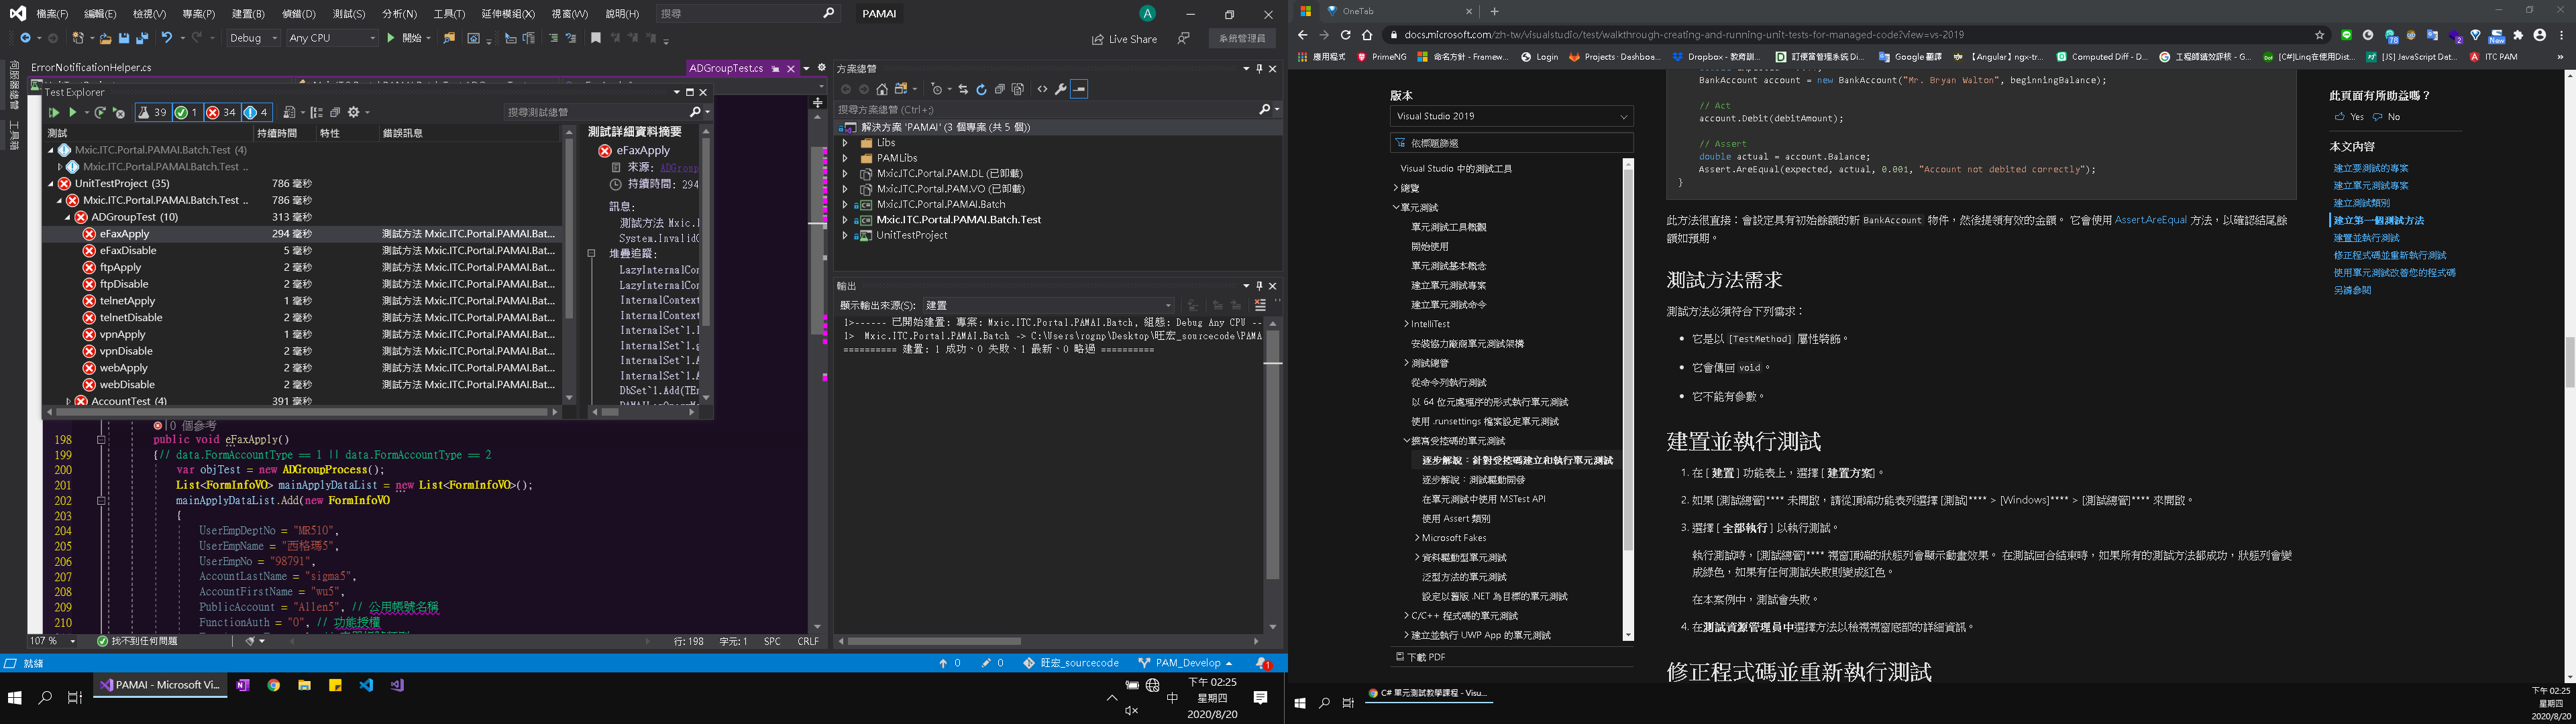 檔案(F) 編輯(E) 檢視(V) 專案(P) 建置(B) 偵錯(D) 測試(S) 分析(N) 工具(T) 延伸模組(X) 視窗(W) 說明(H) 搜尋 PAMAI A
Debug Any CPU 開始 Live Share 系統管理員
伺服器總管
工具箱
ErrorNotificationHelper.cs ADGroupTest.cs
Test Explorer
39 1 34 4 搜尋測試總管
測試 持續時間 特性 錯誤訊息
Mxic.ITC.Portal.PAMAI.Batch.Test (4)
Mxic.ITC.Portal.PAMAI.Batch.Test ..
UnitTestProject (35) 786 毫秒
Mxic.ITC.Portal.PAMAI.Batch.Test .. 786 毫秒
ADGroupTest (10) 313 毫秒
eFaxApply 294 毫秒 測試方法 Mxic.ITC.Portal.PAMAI.Bat...
eFaxDisable 5 毫秒 測試方法 Mxic.ITC.Portal.PAMAI.Bat...
ftpApply 2 毫秒 測試方法 Mxic.ITC.Portal.PAMAI.Bat...
ftpDisable 2 毫秒 測試方法 Mxic.ITC.Portal.PAMAI.Bat...
telnetApply 1 毫秒 測試方法 Mxic.ITC.Portal.PAMAI.Bat...
telnetDisable 2 毫秒 測試方法 Mxic.ITC.Portal.PAMAI.Bat...
vpnApply 1 毫秒 測試方法 Mxic.ITC.Portal.PAMAI.Bat...
vpnDisable 2 毫秒 測試方法 Mxic.ITC.Portal.PAMAI.Bat...
webApply 2 毫秒 測試方法 Mxic.ITC.Portal.PAMAI.Bat...
webDisable 2 毫秒 測試方法 Mxic.ITC.Portal.PAMAI.Bat...
AccountTest (4) 391 毫秒
測試詳細資料摘要
eFaxApply
來源: ADGroup
持續時間: 294
訊息:
測試方法 Mxic.I
System.InvalidO
堆疊追蹤:
LazyInternalCon
LazyInternalCon
InternalContext
InternalContext
InternalSet`1.I
InternalSet`1.g
InternalSet`1.A
InternalSet`1.A
DbSet`1.Add(TEn
0 個參考
198 public void eFaxApply()
199 {// data.FormAccountType == 1 || data.FormAccountType == 2
200 var objTest = new ADGroupProcess();
201 List<FormInfoVO> mainApplyDataList = new List<FormInfoVO>();
202 mainApplyDataList.Add(new FormInfoVO
203 {
204 UserEmpDeptNo = "MR510",
205 UserEmpName = "西格瑪5",
206 UserEmpNo = "98791",
207 AccountLastName = "sigma5",
208 AccountFirstName = "wu5",
209 PublicAccount = "Allen5", // 公用帳號名稱
210 FunctionAuth = "0", // 功能授權
107 % 找不到任何問題 行: 198 字元: 1 SPC CRLF
方案總管
搜尋方案總管 (Ctrl+;)
解決方案 'PAMAI' (3 個專案 (共 5 個))
Libs
PAMLibs
Mxic.ITC.Portal.PAM.DL (已卸載)
Mxic.ITC.Portal.PAM.VO (已卸載)
Mxic.ITC.Portal.PAMAI.Batch
Mxic.ITC.Portal.PAMAI.Batch.Test
UnitTestProject
輸出
顯示輸出來源(S): 建置
1>------ 已開始建置: 專案: Mxic.ITC.Portal.PAMAI.Batch, 組態: Debug Any CPU --
1> Mxic.ITC.Portal.PAMAI.Batch -> C:\Users\rognp\Desktop\旺宏_sourcecode\PAMA
========== 建置: 1 成功、0 失敗、1 最新、0 略過 ==========
就緒 0 0 旺宏_sourcecode PAM_Develop 1
PAMAI - Microsoft Vi... 中 下午 02:25
星期四
2020/8/20
OneTab
docs.microsoft.com/zh-tw/visualstudio/test/walkthrough-creating-and-running-unit-tests-for-managed-code?view=vs-2019
應用程式 PrimeNG 命名方針 - Framew... Login Projects · Dashboa... Dropbox - 教育訓... 訂便當管理系統 Di... Google 翻譯 【Angular】ngx-tr... Computed Diff - D... 工程師績效評核 - G... [C#]Linq在使用Dist... [JS] JavaScript Dat... ITC PAM
版本
Visual Studio 2019
依標題篩選
Visual Studio 中的測試工具
總覽
單元測試
單元測試工具概觀
開始使用
單元測試基本概念
建立單元測試專案
建立單元測試命令
IntelliTest
安裝協力廠商單元測試架構
測試總管
從命令列執行測試
以 64 位元處理序的形式執行單元測試
使用 .runsettings 檔案設定單元測試
撰寫受控碼的單元測試
逐步解說：針對受控碼建立和執行單元測試
逐步解說：測試驅動開發
在單元測試中使用 MSTest API
使用 Assert 類別
Microsoft Fakes
資料驅動型單元測試
泛型方法的單元測試
設定以舊版 .NET 為目標的單元測試
C/C++ 程式碼的單元測試
建立並執行 UWP App 的單元測試
下載 PDF
BankAccount account = new BankAccount("Mr. Bryan Walton", beginningBalance);
// Act
account.Debit(debitAmount);
// Assert
double actual = account.Balance;
Assert.AreEqual(expected, actual, 0.001, "Account not debited correctly");
}
此方法很直接：會設定具有初始餘額的新 BankAccount 物件，然後提領有效的金額。 它會使用 Assert.AreEqual 方法，以確認結尾餘
額如預期。
測試方法需求
測試方法必須符合下列需求：
• 它是以 [TestMethod] 屬性裝飾。
• 它會傳回 void。
• 它不能有參數。
建置並執行測試
1. 在 [ 建置 ] 功能表上，選擇 [ 建置方案]。
2. 如果 [測試總管]**** 未開啟，請從頂端功能表列選擇 [測試]**** > [Windows]**** > [測試總管]**** 來開啟。
3. 選擇 [ 全部執行 ] 以執行測試。
執行測試時，[測試總管]**** 視窗頂端的狀態列會顯示動畫效果。 在測試回合結束時，如果所有的測試方法都成功，狀態列會變
成綠色，如果有任何測試失敗則變成紅色。
在本案例中，測試會失敗。
4. 在測試資源管理員中選擇方法以檢視視窗底部的詳細資訊。
修正程式碼並重新執行測試
此頁面有所助益嗎？
Yes No
本文內容
建立要測試的專案
建立單元測試專案
建立測試類別
建立第一個測試方法
建置並執行測試
修正程式碼並重新執行測試
使用單元測試改善您的程式碼
另請參閱
C# 單元測試教學課程 - Visu... 下午 02:25
星期四
2020/8/20